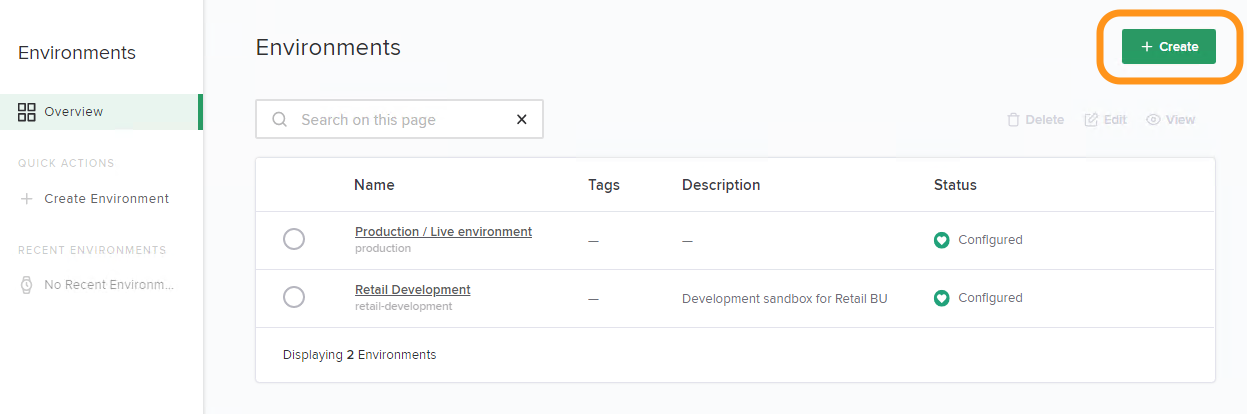 Environments
Overview
QUICK ACTIONS
+ Create Environment
RECENT ENVIRONMENTS
No Recent Environm...
Environments
+ Create
Search on this page
Delete Edit View
Name Tags Description Status
Production / Live environment — — Configured
production
Retail Development — Development sandbox for Retail BU Configured
retail-development
Displaying 2 Environments